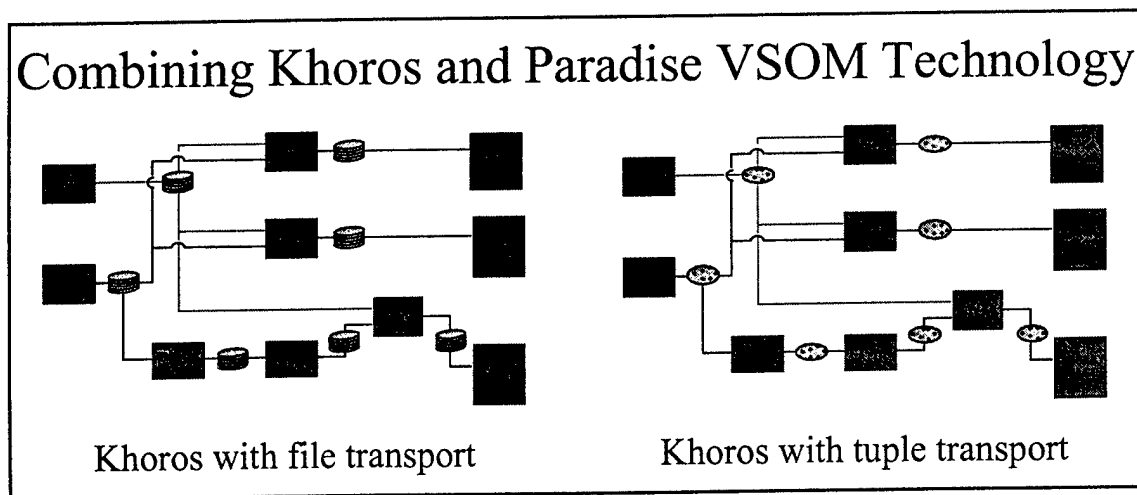 Combining Khoros and Paradise VSOM Technology
Khoros with file transport
Khoros with tuple transport